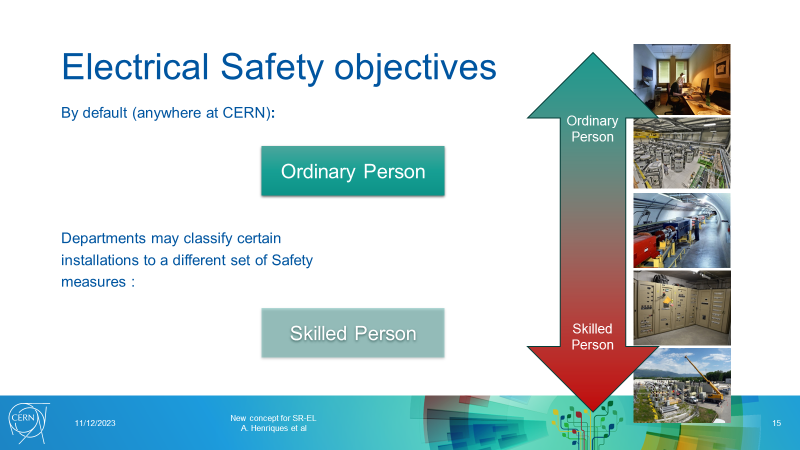 Electrical Safety objectives
By default (anywhere at CERN):
Ordinary Person
Departments may classify certain
installations to a different set of Safety
measures :
Skilled Person
Ordinary
Person
Skilled
Person
CERN
11/12/2023
New concept for SR-EL
A. Henriques et al
15